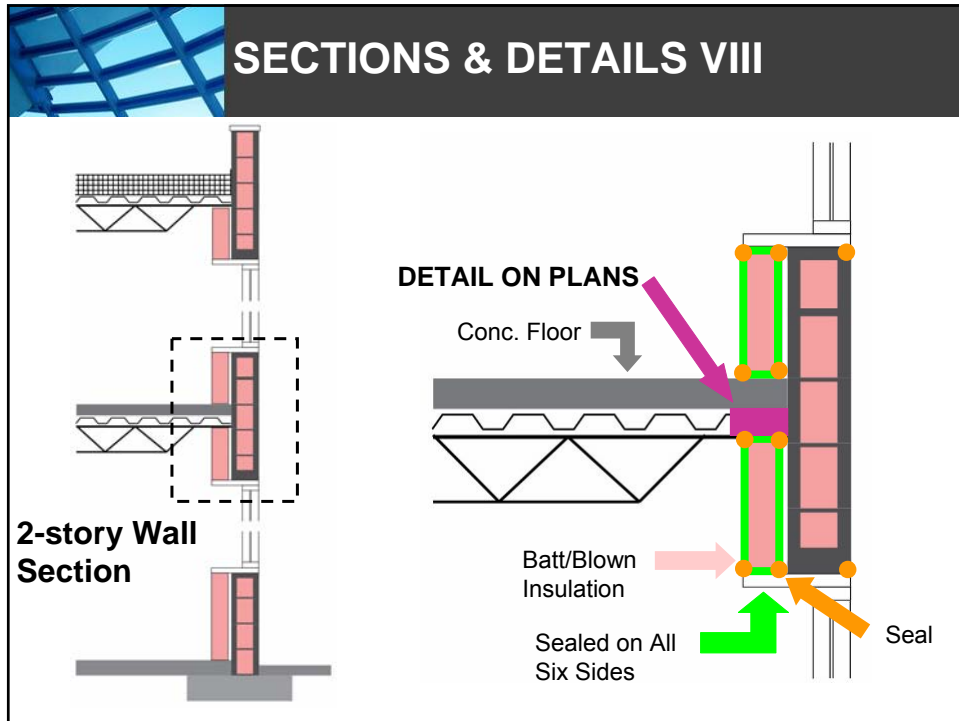 SECTIONS & DETAILS VIII
DETAIL ON PLANS
Conc. Floor
2-story Wall
Section
Batt/Blown
Insulation
Sealed on All
Six Sides
Seal